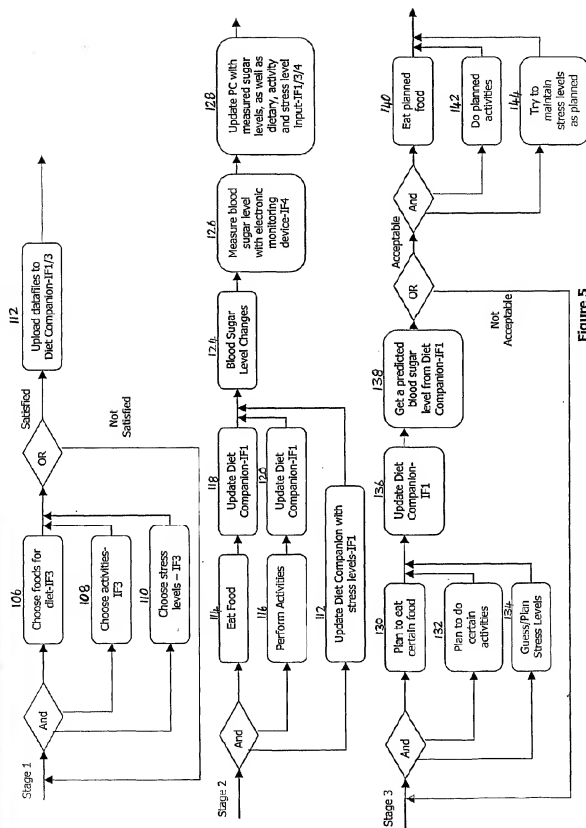 Stage 1
And
106
Choose foods for
diet-IF3
108
Choose activities-
IF3
110
Choose stress
levels – IF3
OR
Satisfied
Not
Satisfied
112
Upload datafiles to
Diet Companion-IF1/3
Stage 2
And
114
Eat Food
116
Perform Activities
112
Update Diet Companion with
stress levels-IF1
118
Update Diet
Companion-IF1
120
Update Diet
Companion-IF1
124
Blood Sugar
Level Changes
126
Measure blood
sugar level
with electronic
monitoring
device-IF4
128
Update PC with
measured sugar
levels, as well as
dietary, activity
and stress level
input-IF1/3/4
Stage 3
And
130
Plan to eat
certain food
132
Plan to do
certain
activities
134
Guess/Plan
Stress Levels
136
Update Diet
Companion-
IF1
138
Get a predicted
blood sugar
level from Diet
Companion-IF1
OR
Acceptable
Not
Acceptable
And
140
Eat planned
food
142
Do planned
activities
144
Try to
maintain
stress levels
as planned
Figure 5